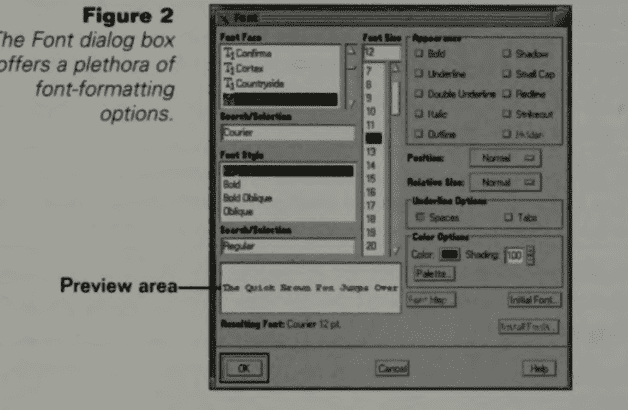 Figure 2
The Font dialog box
offers a plethora of
font-formatting
options.
Preview area
Font
Font Face
Confirma
Cortex
Countryside
Search/Selection
Courier
Font Style
Bold
Bold Oblique
Oblique
Search/Selection
Regular
Font Size
12
7
8
9
10
11
13
14
15
16
17
18
19
20
Appearance
Bold
Shadow
Underline
Small Cap
Double Underline
Redline
Italic
Strikeout
Outline
Hidden
Position: Normal
Relative Size: Normal
Underline Options
Spaces
Tabs
Color Options
Color: Shading: 100
Palette...
Font Map...
Initial Font...
Install Fonts...
The Quick Brown Fox Jumps Over
Resulting Font: Courier 12 pt.
OK
Cancel
Help